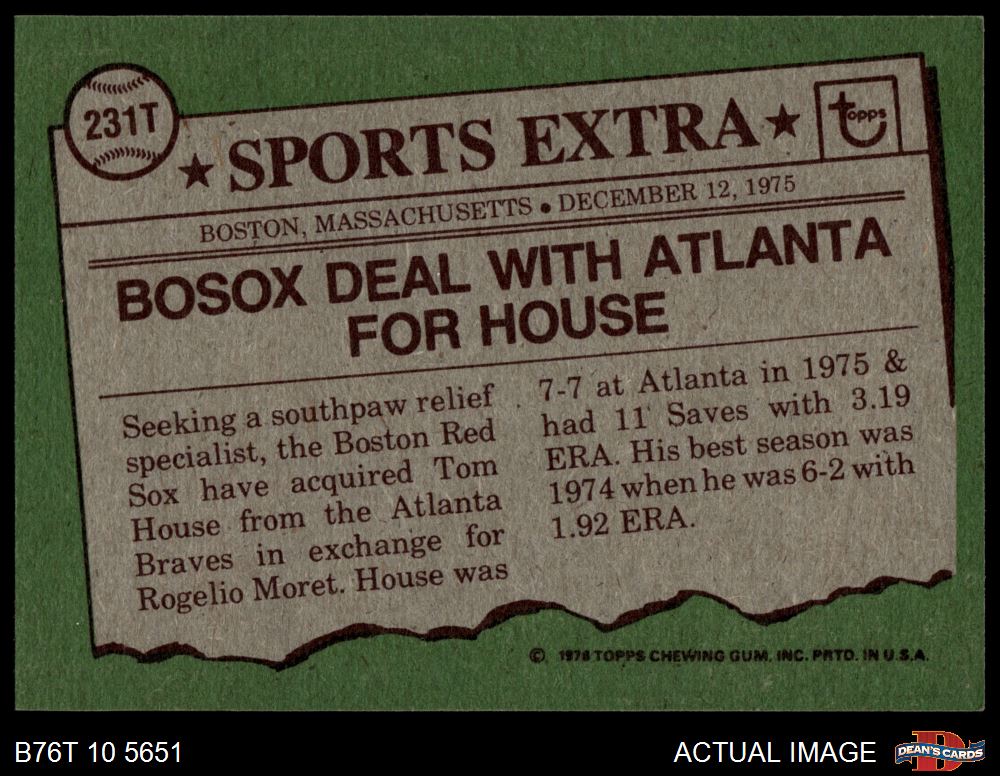 231T
★ SPORTS EXTRA ★
topps
BOSTON, MASSACHUSETTS • DECEMBER 12, 1975
BOSOX DEAL WITH ATLANTA
FOR HOUSE
Seeking a southpaw relief
specialist, the Boston Red
Sox have acquired Tom
House from the Atlanta
Braves in exchange for
Rogelio Moret. House was
7-7 at Atlanta in 1975 &
had 11 Saves with 3.19
ERA. His best season was
1974 when he was 6-2 with
1.92 ERA.
© 1976 TOPPS CHEWING GUM, INC. PRTD. IN U.S.A.
B76T 10 5651
ACTUAL IMAGE
DEAN'S CARDS